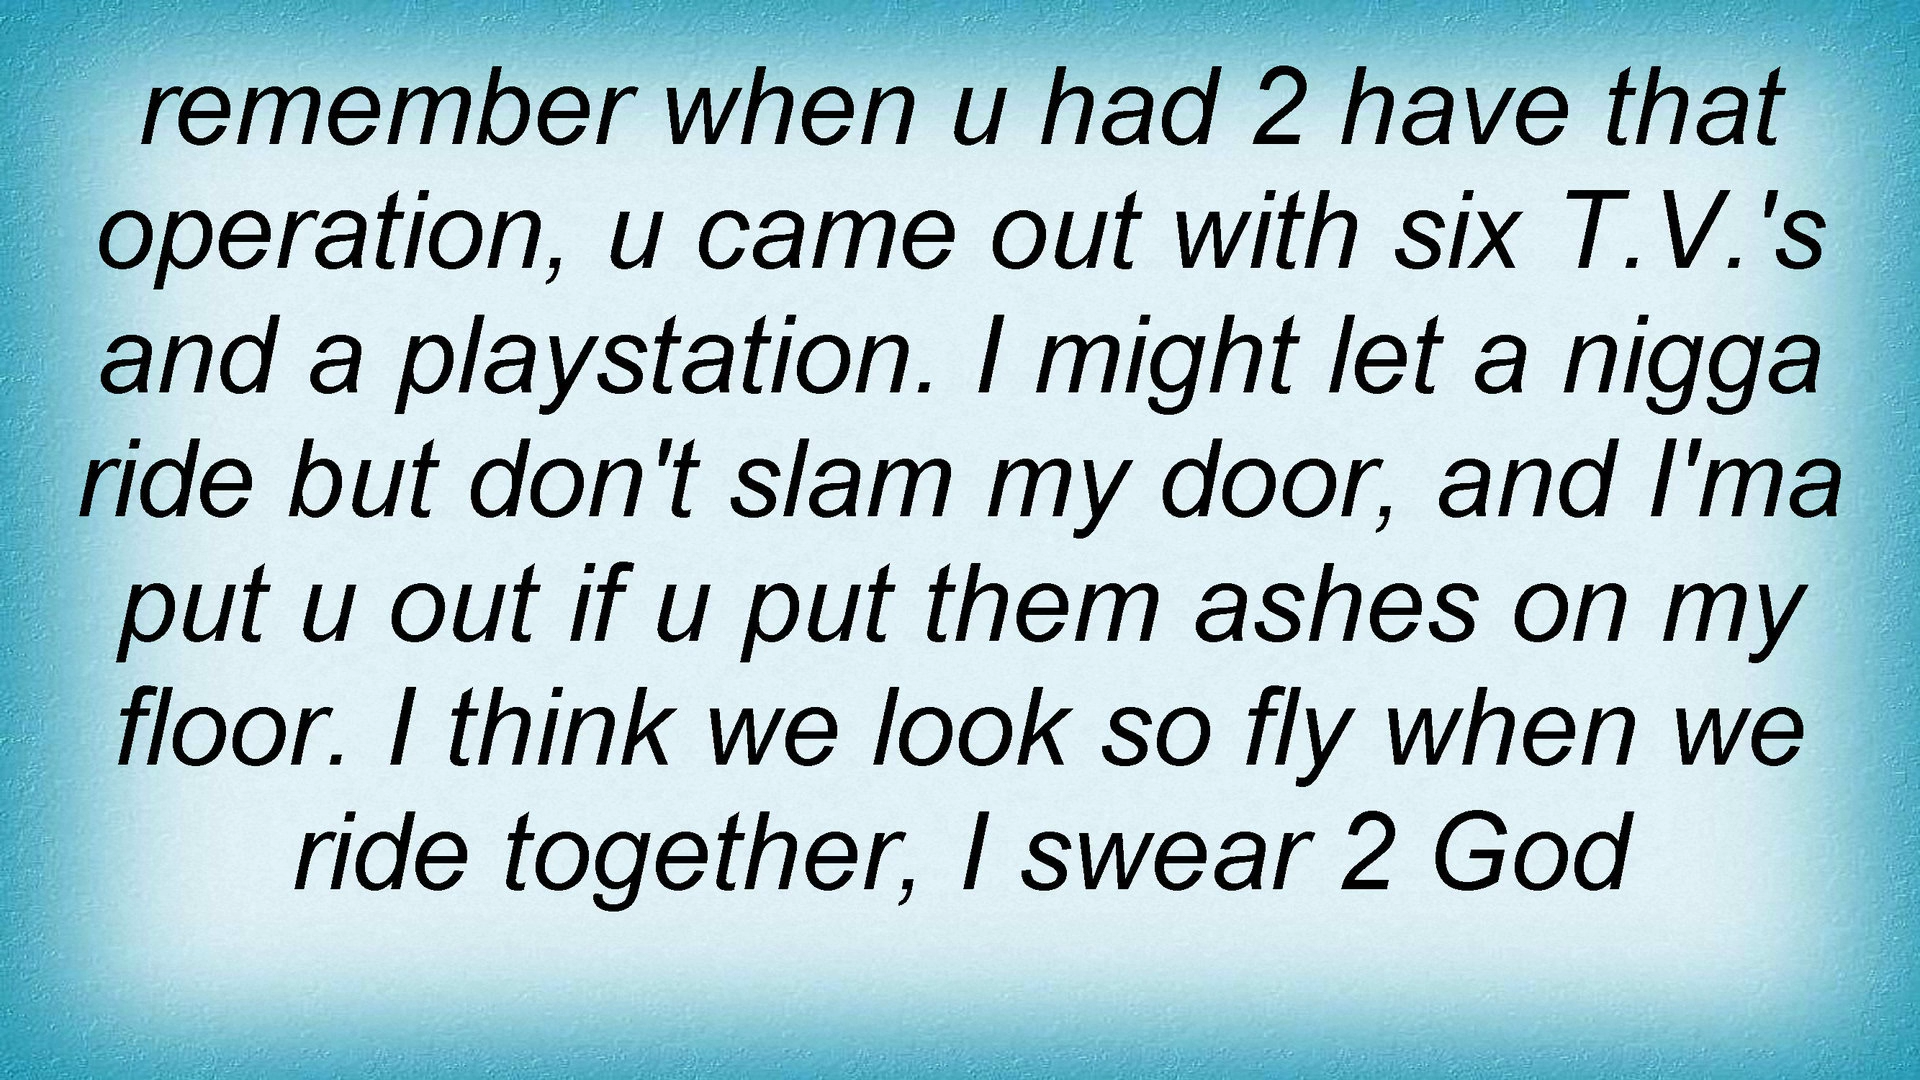 remember when u had 2 have that
operation, u came out with six T.V.'s
and a playstation. I might let a nigga
ride but don't slam my door, and I'ma
put u out if u put them ashes on my
floor. I think we look so fly when we
ride together, I swear 2 God